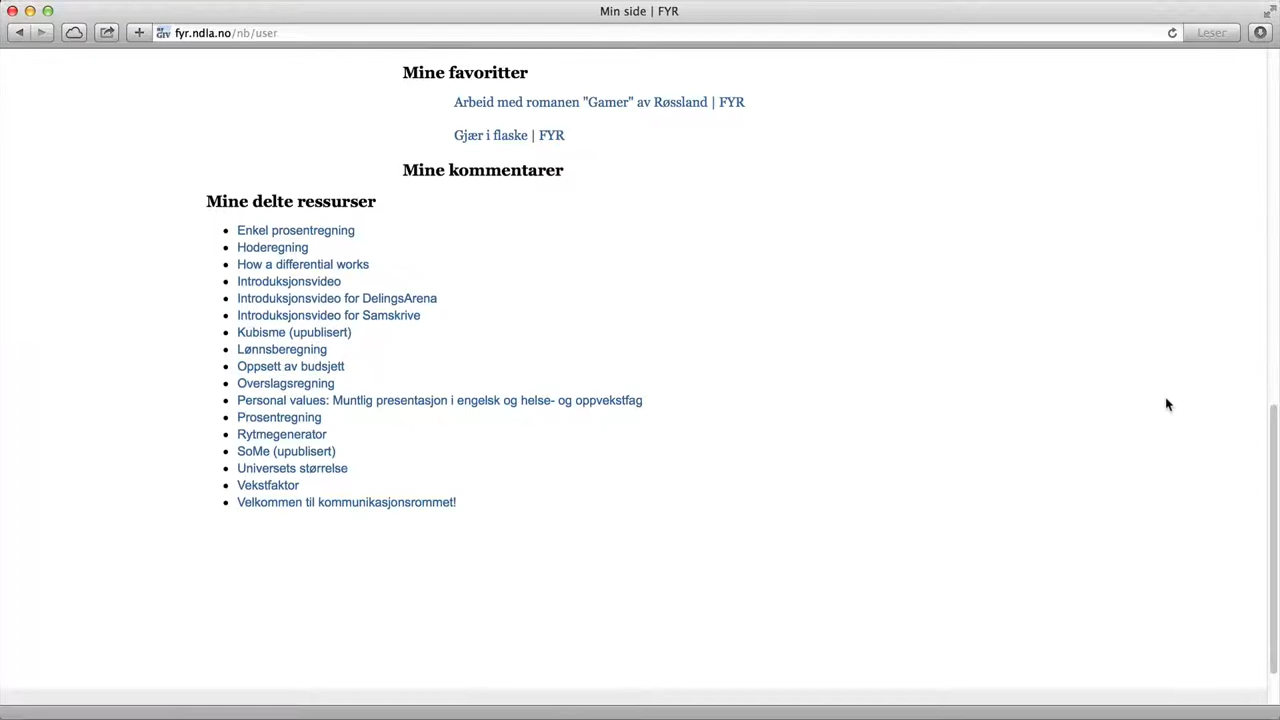 Min side | FYR
fyr.ndla.no/nb/user
Leser
Mine favoritter
Arbeid med romanen "Gamer" av Røssland | FYR
Gjær i flaske | FYR
Mine kommentarer
Mine delte ressurser
Enkel prosentregning
Hoderegning
How a differential works
Introduksjonsvideo
Introduksjonsvideo for DelingsArena
Introduksjonsvideo for Samskrive
Kubisme (upublisert)
Lønnsberegning
Oppsett av budsjett
Overslagsregning
Personal values: Muntlig presentasjon i engelsk og helse- og oppvekstfag
Prosentregning
Rytmegenerator
SoMe (upublisert)
Universets størrelse
Vekstfaktor
Velkommen til kommunikasjonsrommet!